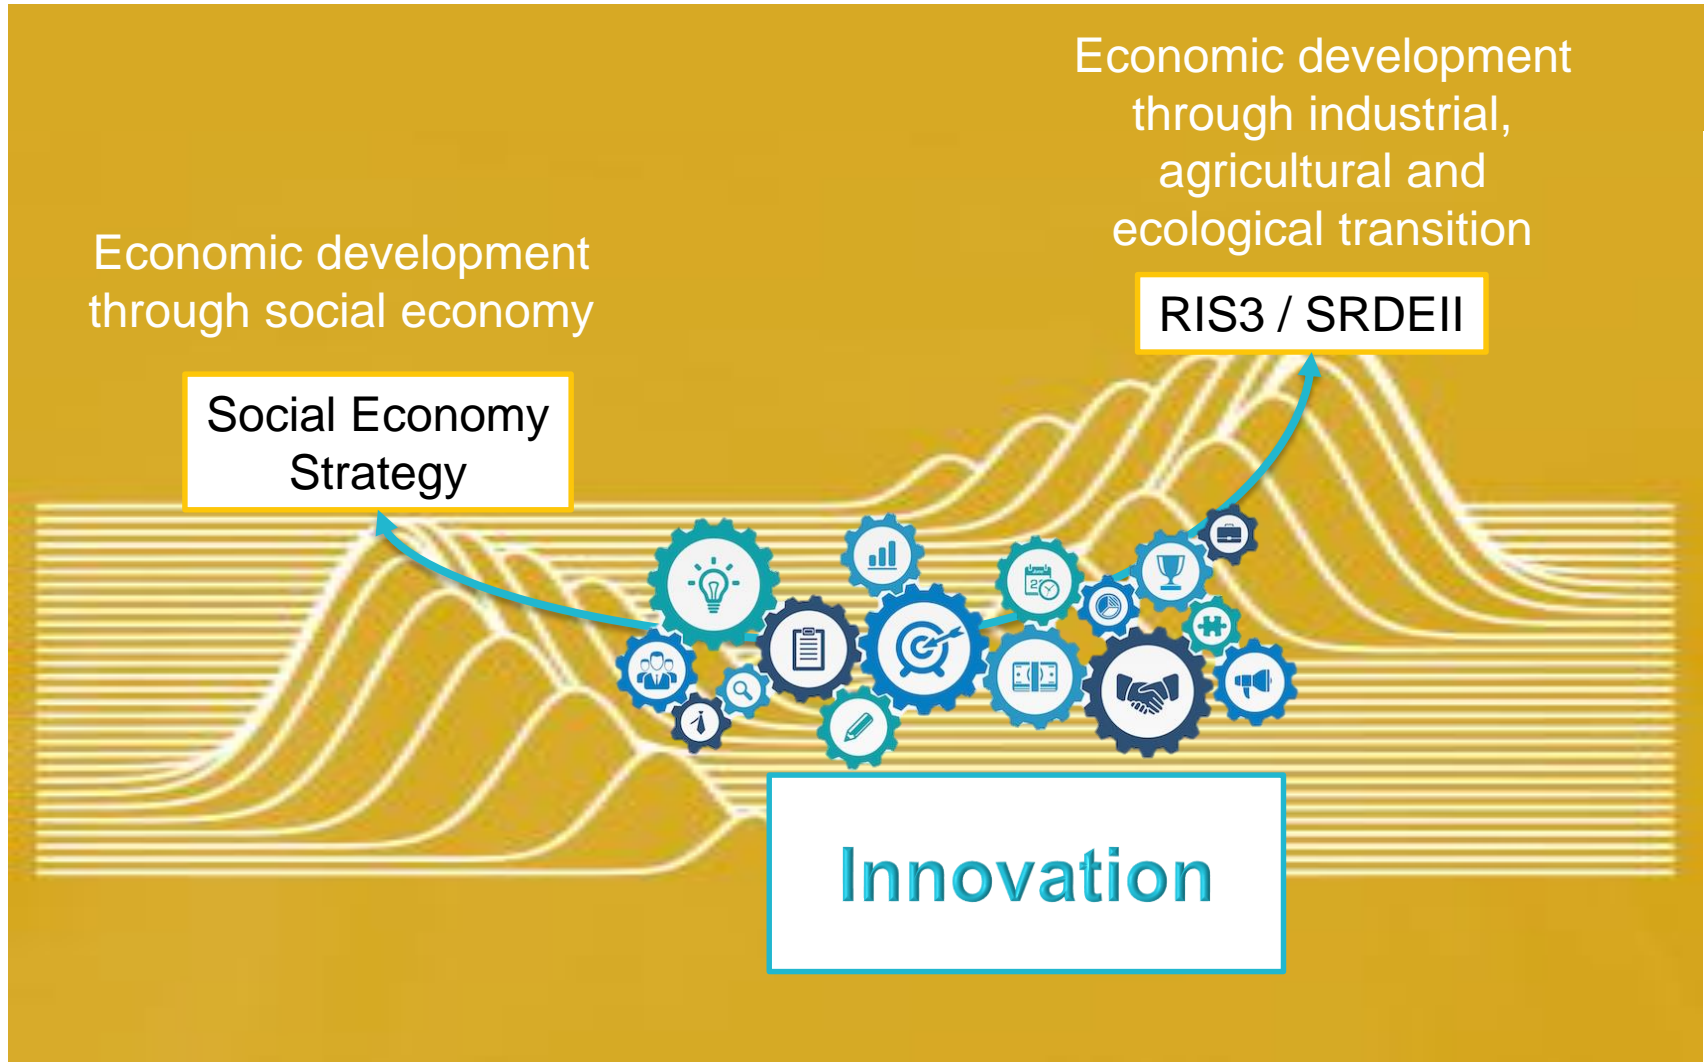 Economic development
through social economy
Social Economy
Strategy
Economic development
through industrial,
agricultural and
ecological transition
RIS3 / SRDEII
Innovation